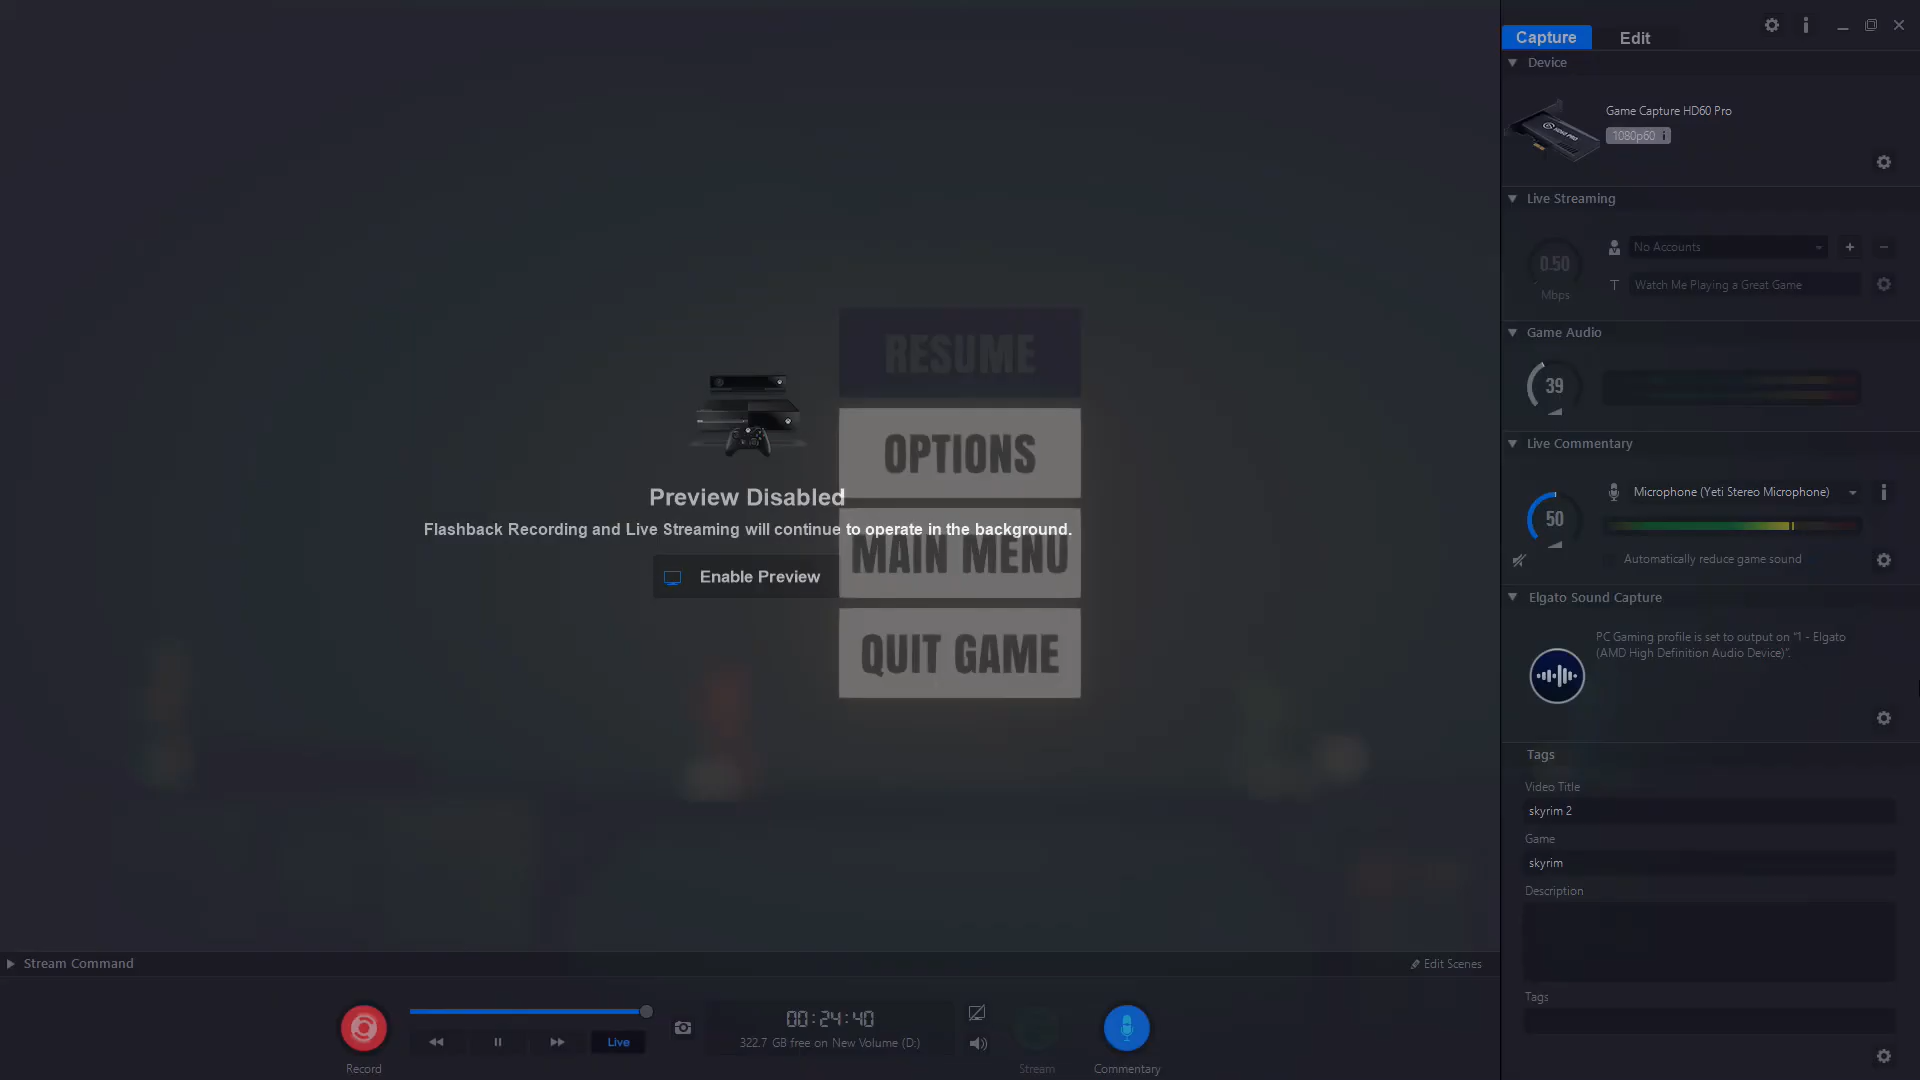 Capture
Edit
Device
Game Capture HD60 Pro
1080p60 i
Live Streaming
No Accounts
0.50
Mbps
T
Watch Me Playing a Great Game
Game Audio
39
Live Commentary
Microphone (Yeti Stereo Microphone)
50
Automatically reduce game sound
Elgato Sound Capture
PC Gaming profile is set to output on "1 - Elgato
(AMD High Definition Audio Device)".
Tags
Video Title
skyrim 2
Game
skyrim
Description
Tags
RESUME
OPTIONS
MAIN MENU
QUIT GAME
Preview Disabled
Flashback Recording and Live Streaming will continue to operate in the background.
Enable Preview
Stream Command
Edit Scenes
Record
Live
00:24:40
322.7 GB free on New Volume (D:)
Stream
Commentary